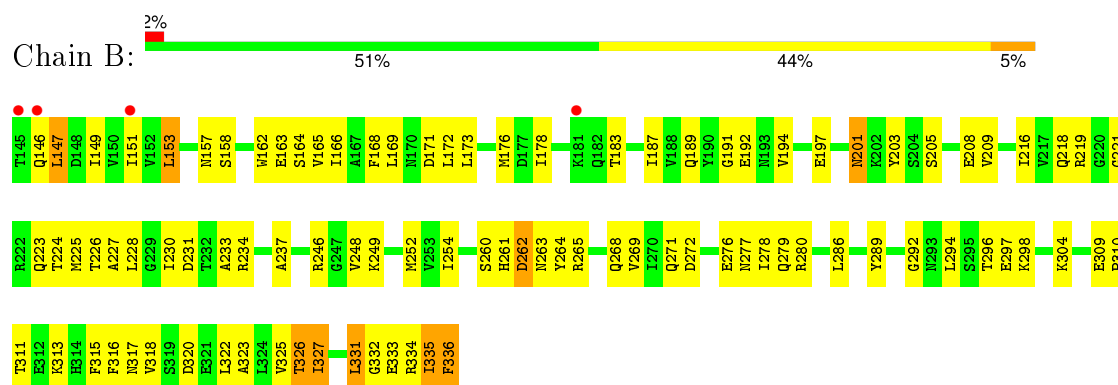 2%
Chain B:
51% 44% 5%
T145 Q146 L147 D148 I149 V150 I151 V152 L153 N157 S158 W162 E163 S164 V165 I166 A167 F168 L169 N170 D171 L172 L173 M176 D177 I178 K181 Q182 T183 I187 V188 Q189 Y190 G191 E192 N193 V194 E197 N201 K202 Y203 S204 S205 E208 V209 I216 V217 Q218 R219 G220 G221
R222 Q223 T224 M225 T226 A227 L228 G229 I230 D231 T232 A233 R234 A237 R246 G247 V248 K249 M252 V253 I254 S260 H261 D262 N263 Y264 R265 Q268 V269 I270 Q271 D272 E276 N277 I278 Q279 R280 L286 Y289 G292 N293 L294 S295 T296 E297 K298 K304 E309 P310
T311 E312 K313 H314 F315 F316 N317 V318 S319 D320 E321 L322 A323 L324 V325 T326 I327 L331 G332 E333 R334 I335 F336